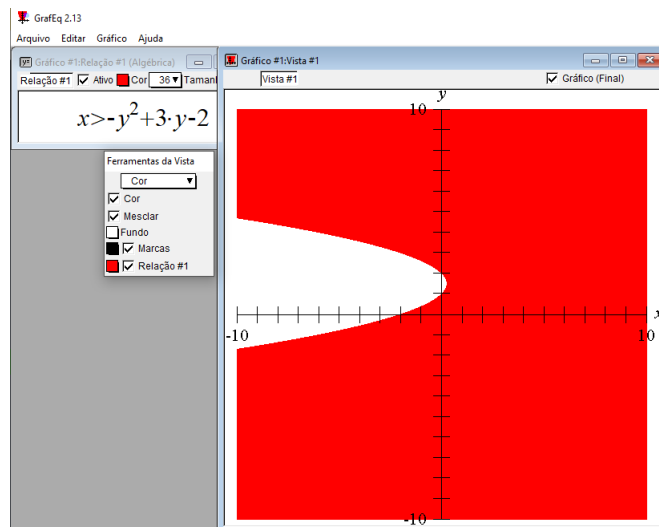 GrafEq 2.13
Arquivo Editar Gráfico Ajuda
Gráfico #1:Relação #1 (Algébrica)
Relação #1 Ativo Cor 36 Taman
x>-y²+3·y-2
Ferramentas da Vista
Cor
Cor
Mesclar
Fundo
Marcas
Relação #1
Gráfico #1:Vista #1
Vista #1 Gráfico (Final)
y
10
x
-10
10
-10